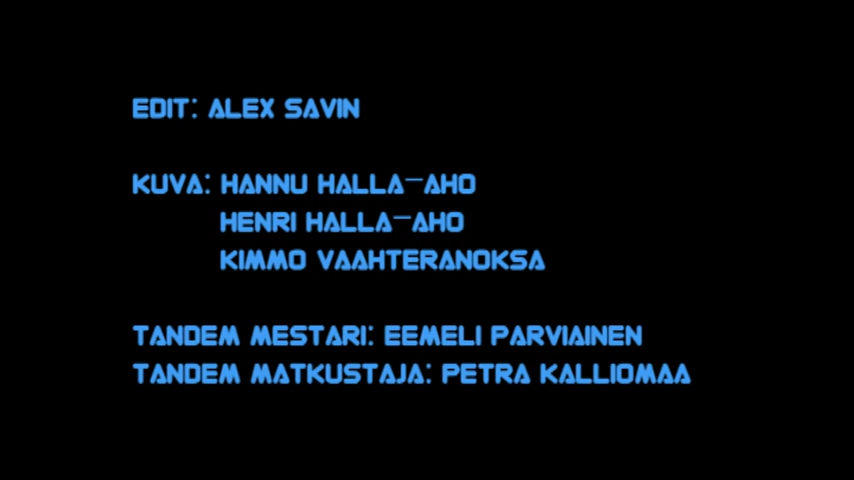 EDIT: ALEX SAVIN
KUVA: HANNU HALLA-AHO
HENRI HALLA-AHO
KIMMO VAAHTERANOKSA
TANDEM MESTARI: EEMELI PARVIAINEN
TANDEM MATKUSTAJA: PETRA KALLIOMAA